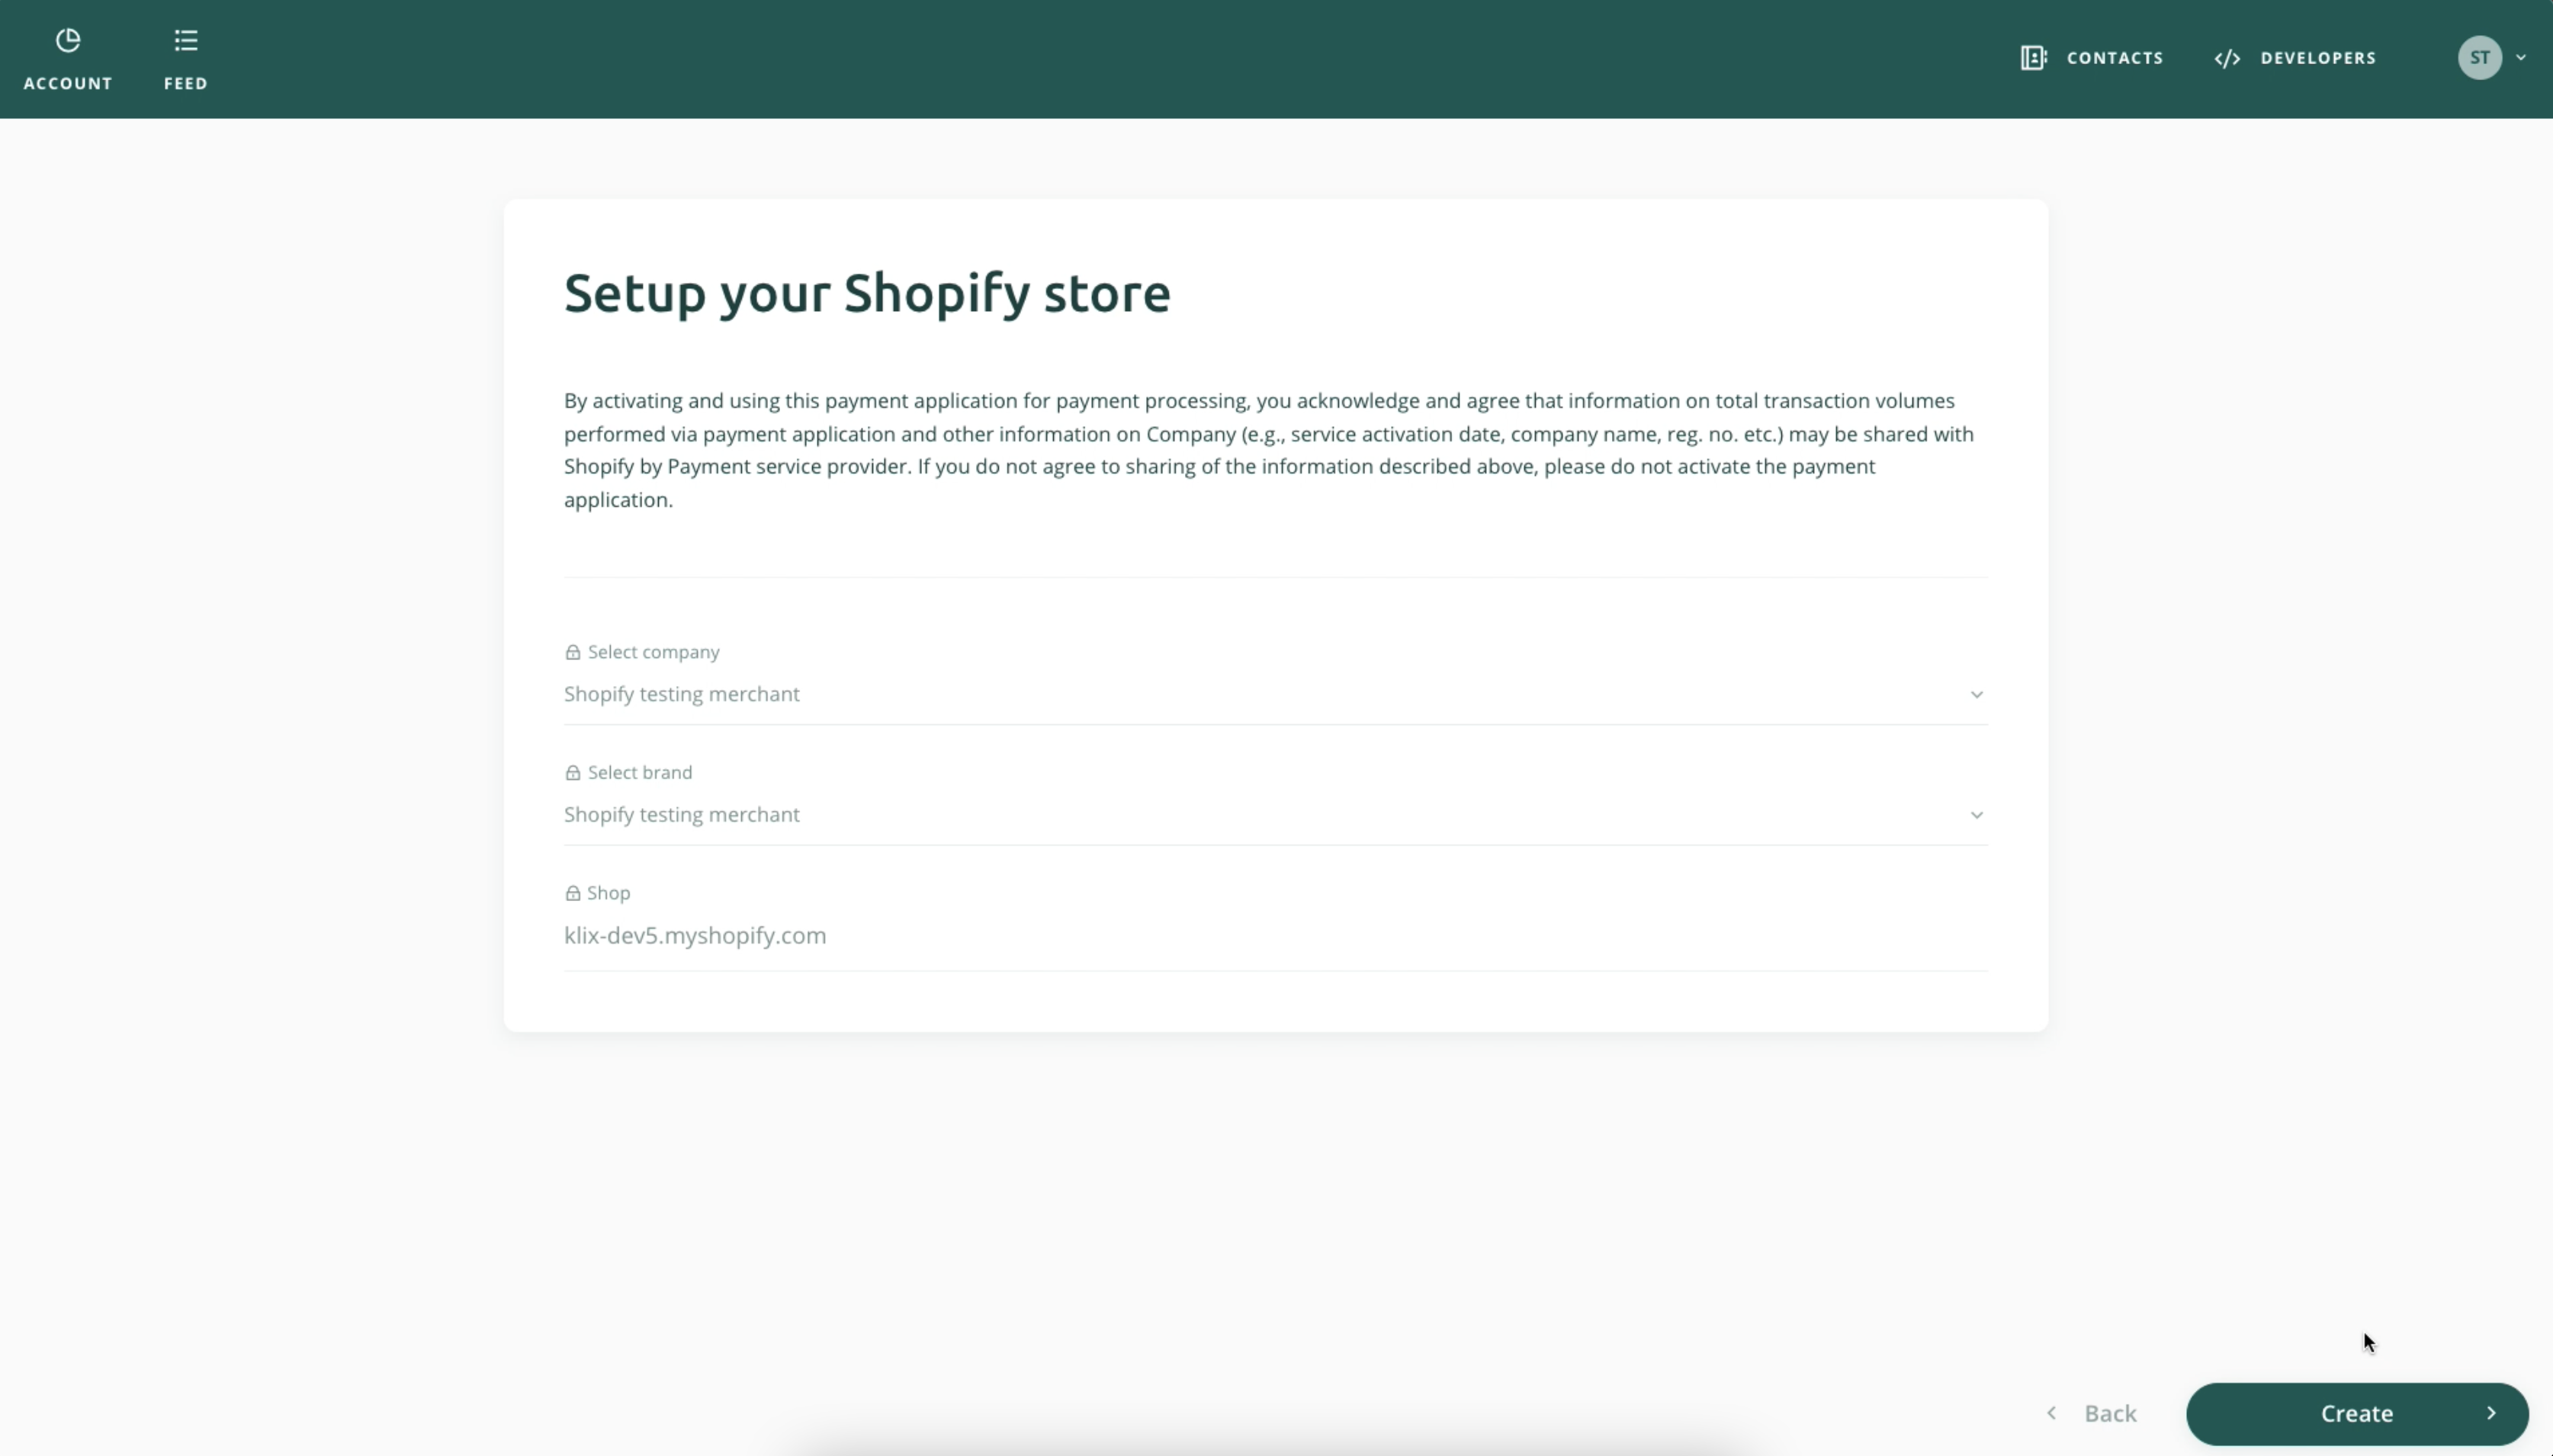 ACCOUNT
FEED
CONTACTS
DEVELOPERS
ST
Setup your Shopify store
By activating and using this payment application for payment processing, you acknowledge and agree that information on total transaction volumes
performed via payment application and other information on Company (e.g., service activation date, company name, reg. no. etc.) may be shared with
Shopify by Payment service provider. If you do not agree to sharing of the information described above, please do not activate the payment
application.
Select company
Shopify testing merchant
Select brand
Shopify testing merchant
Shop
klix-dev5.myshopify.com
Back
Create